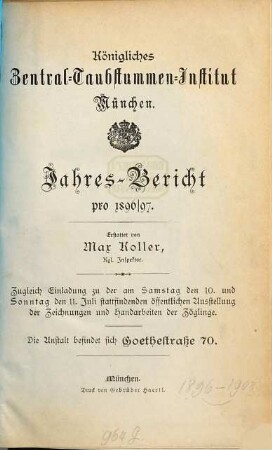 Königliches
Zentral-Taubstummen-Institut
München.
Jahres-Bericht
pro 1896/97.
Erstattet von
Max Koller,
Kgl. Inspektor.
Zugleich Einladung zu der am Samstag den 10. und
Sonntag den 11. Juli stattfindenden öffentlichen Ausstellung
der Zeichnungen und Handarbeiten der Zöglinge.
Die Anstalt befindet sich Goethestraße 70.
München.
Druck von Gebrüder
1896-1902